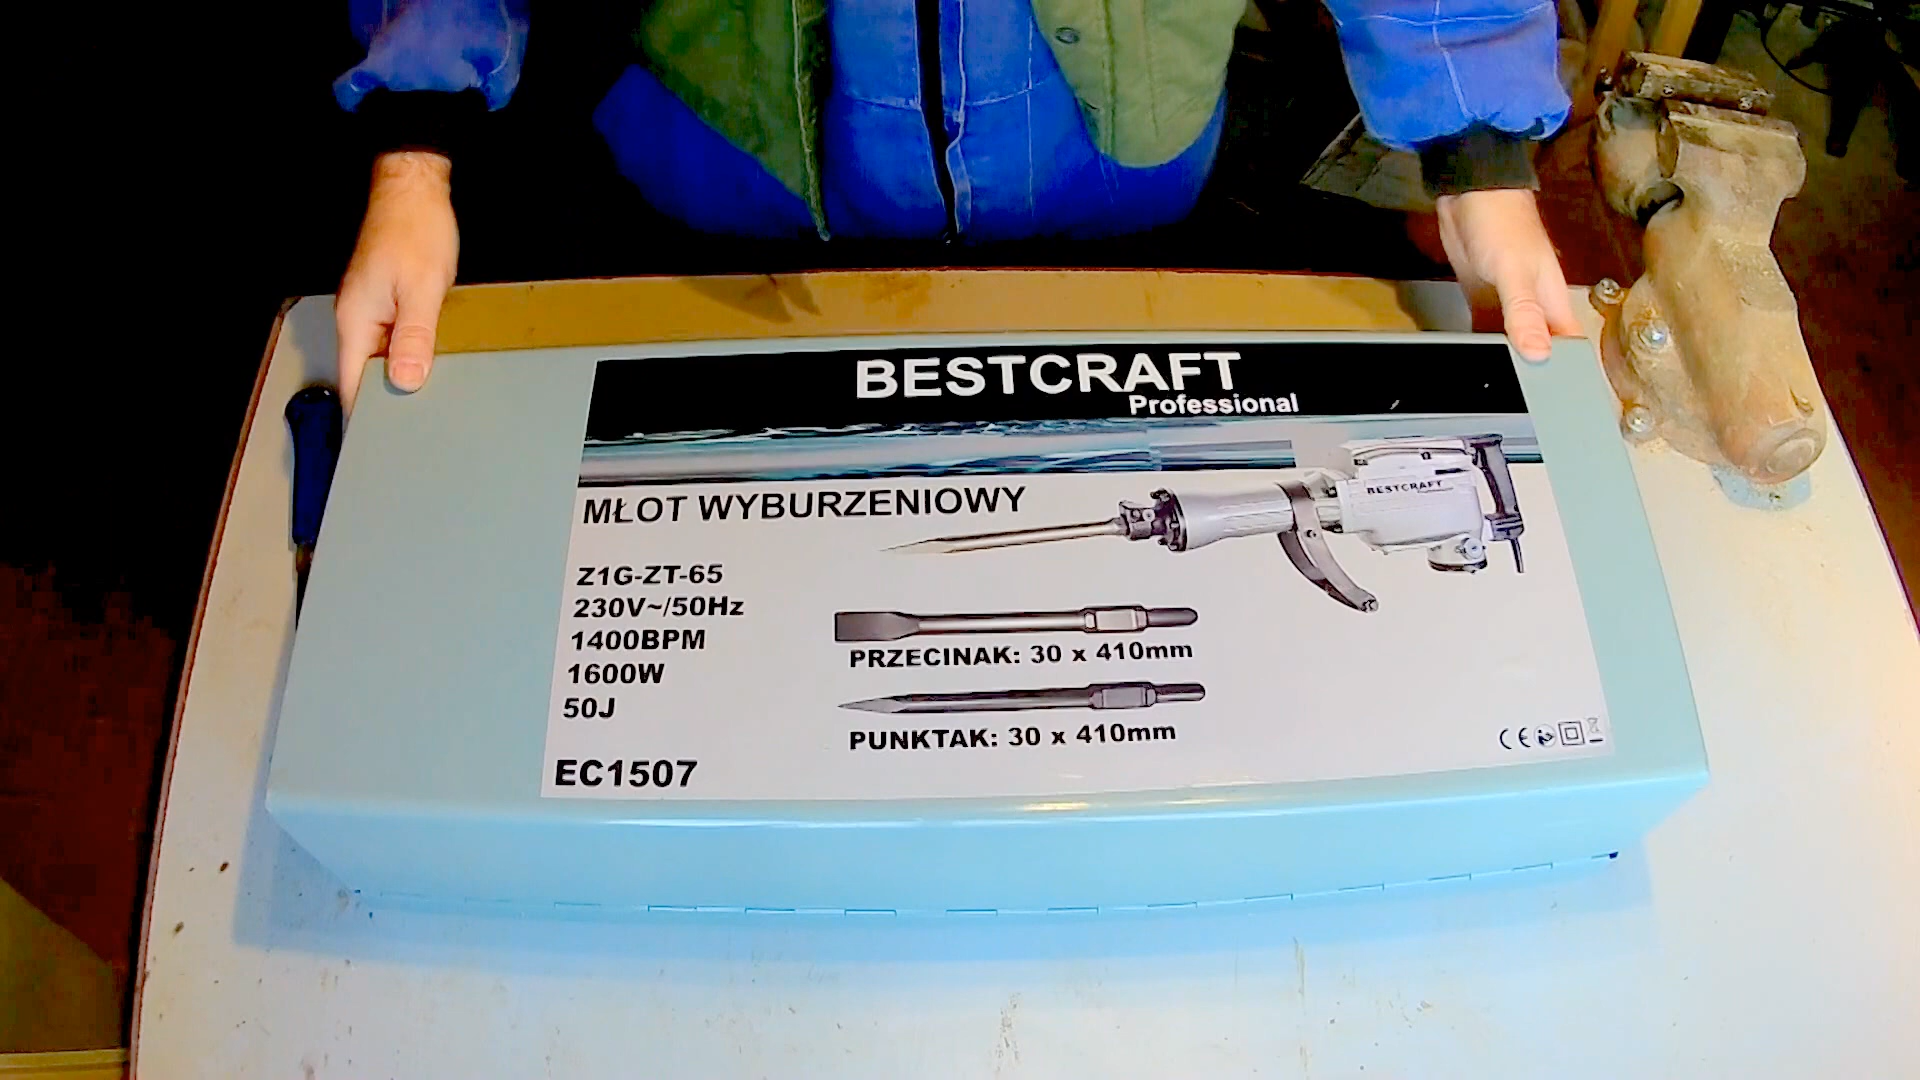 BESTCRAFT
Professional
MŁOT WYBURZENIOWY
BESTCRAFT
Z1G-ZT-65
230V~/50Hz
1400BPM
1600W
50J
EC1507
PRZECINAK: 30 x 410mm
PUNKTAK: 30 x 410mm
CE